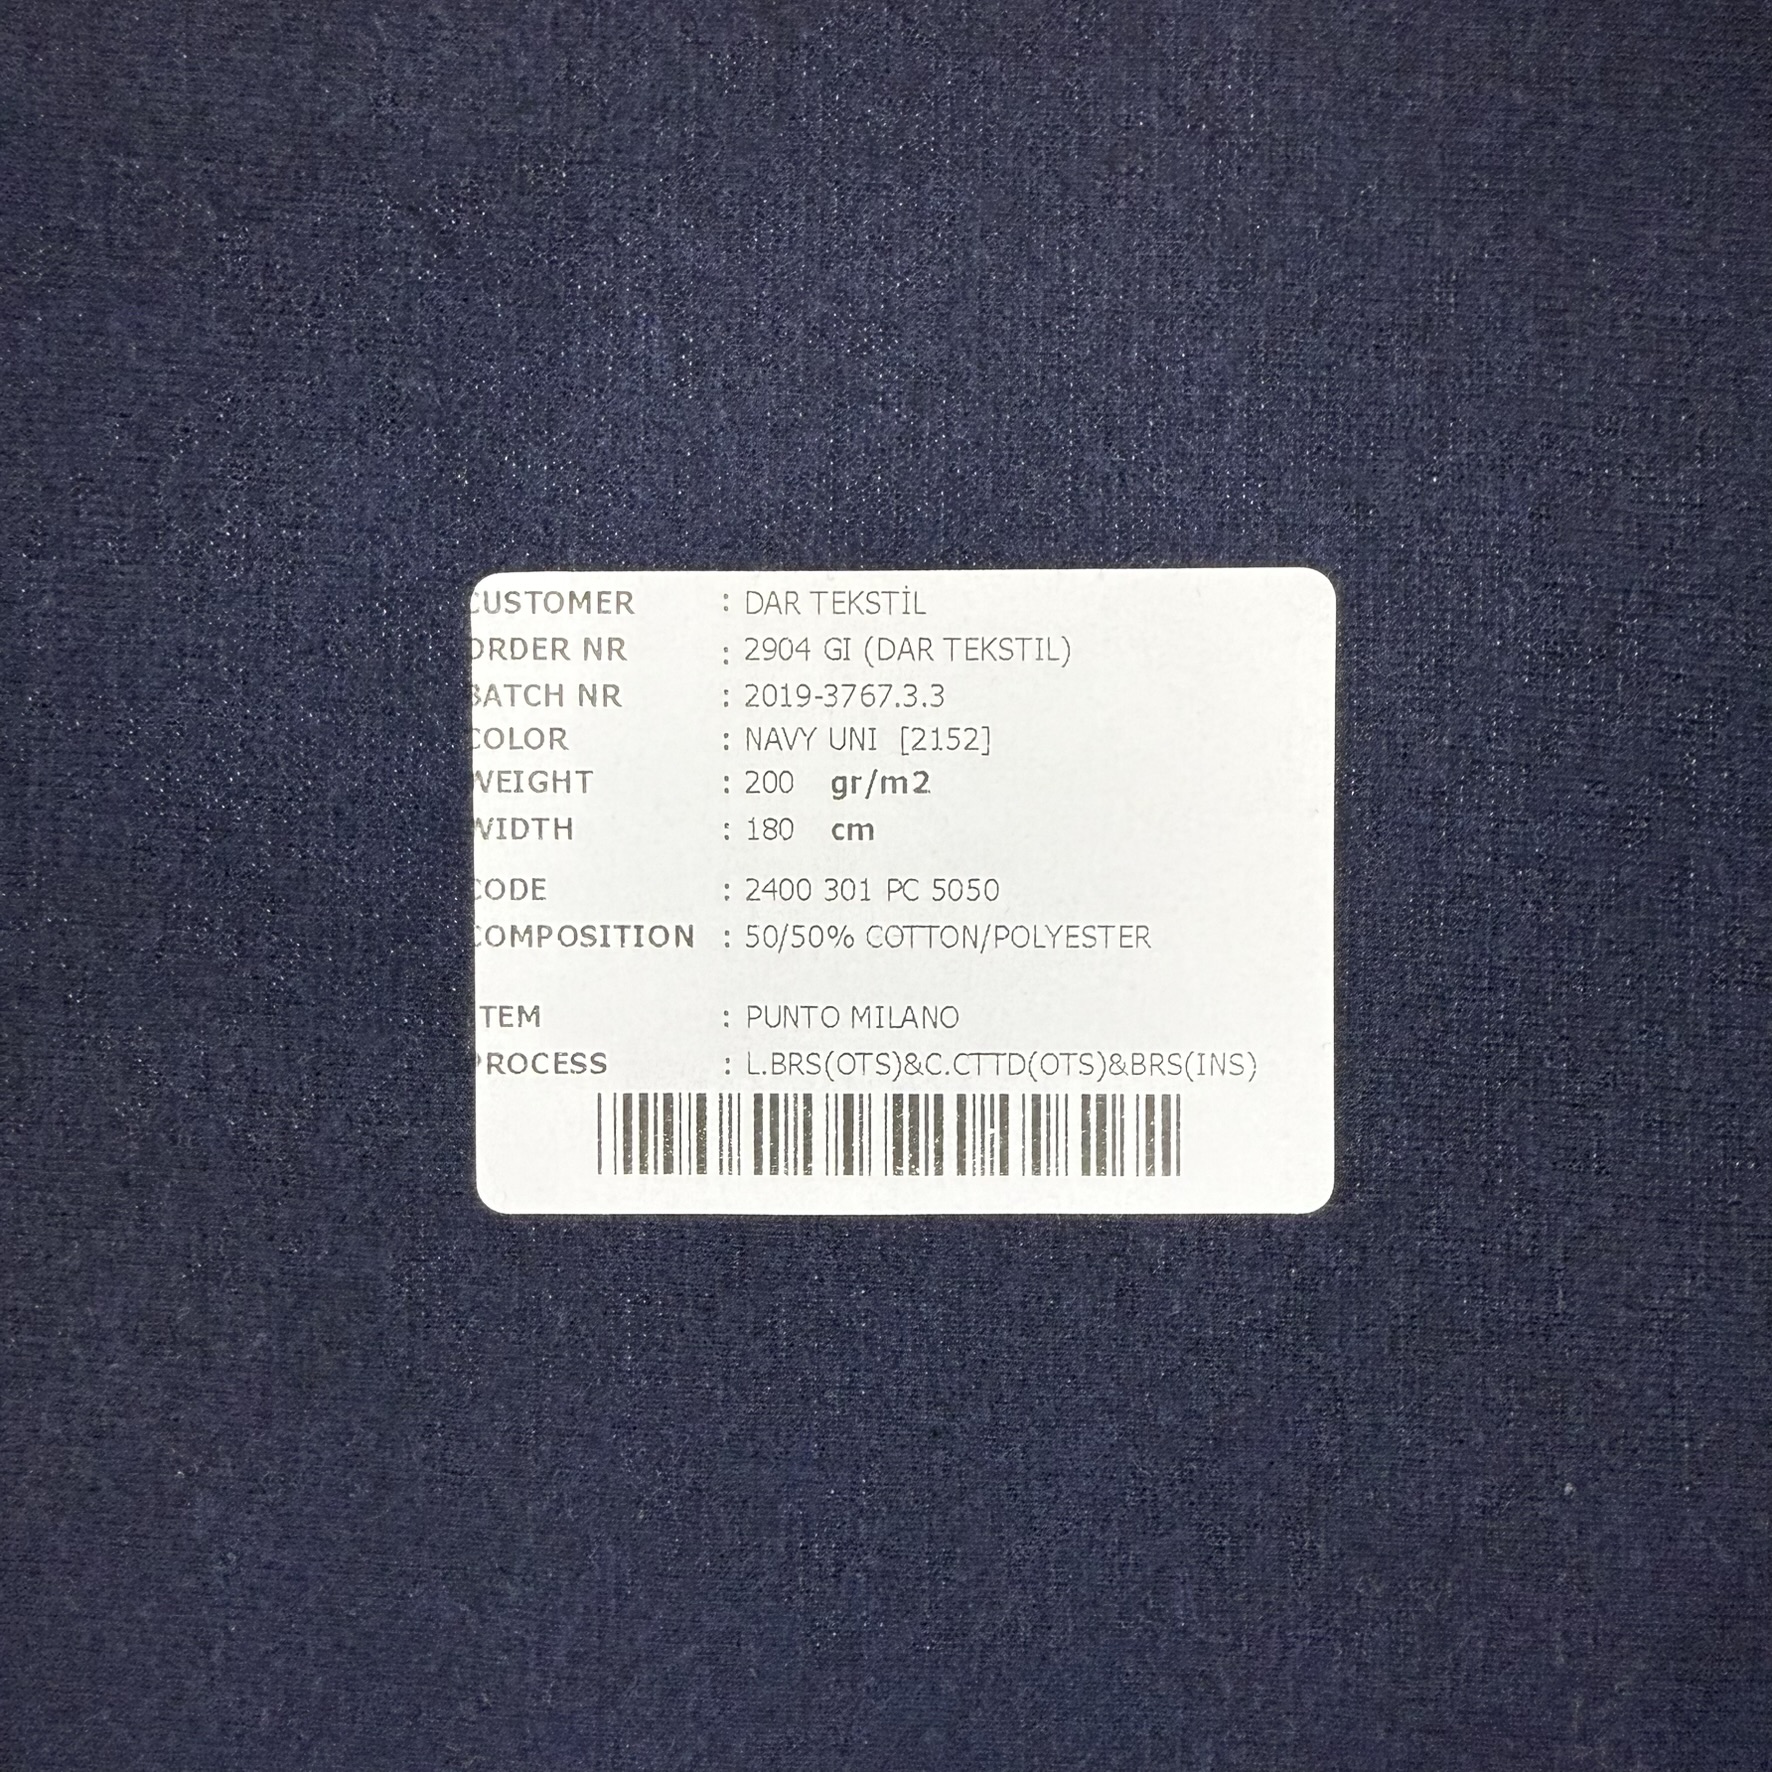 CUSTOMER : DAR TEKSTİL
ORDER NR : 2904 GI (DAR TEKSTIL)
BATCH NR : 2019-3767.3.3
COLOR : NAVY UNI [2152]
WEIGHT : 200 gr/m2
WIDTH : 180 cm
CODE : 2400 301 PC 5050
COMPOSITION : 50/50% COTTON/POLYESTER
ITEM : PUNTO MILANO
PROCESS : L.BRS(OTS)&C.CTTD(OTS)&BRS(INS)